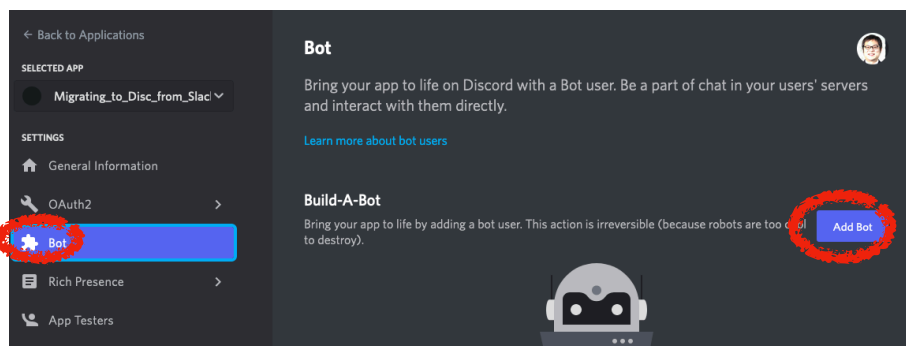 ← Back to Applications
SELECTED APP
Migrating_to_Disc_from_Slac
SETTINGS
General Information
OAuth2
Bot
Rich Presence
App Testers
Bot
Bring your app to life on Discord with a Bot user. Be a part of chat in your users' servers
and interact with them directly.
Learn more about bot users
Build-A-Bot
Bring your app to life by adding a bot user. This action is irreversible (because robots are too cool
to destroy).
Add Bot